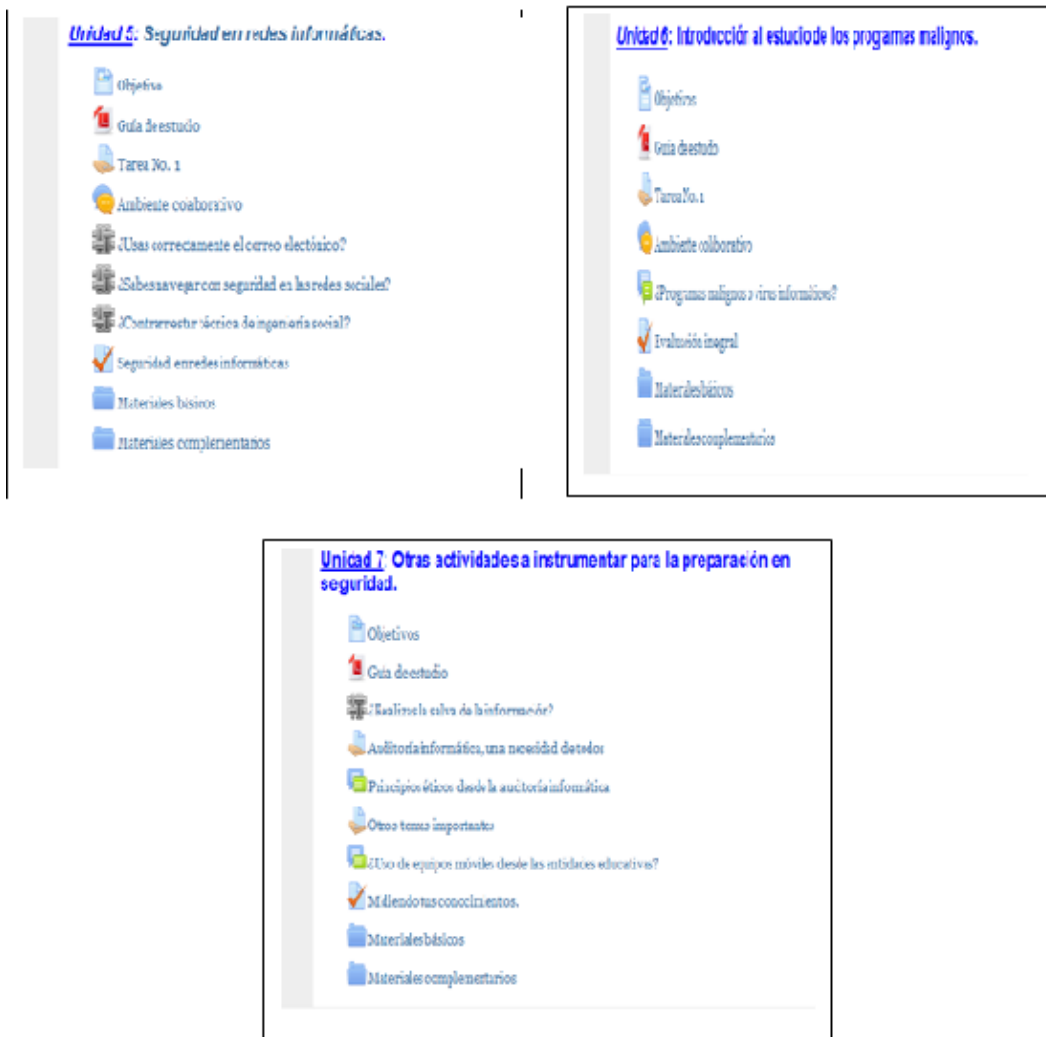 Unidad 5: Seguridad en redes informáticas.
Objetivo
Guía de estudio
Tarea No. 1
Ambiente colaborativo
¿Usas correctamente el correo electrónico?
¿Sabes navegar con seguridad en las redes sociales?
¿Contrarrestar técnica de ingeniería social?
Seguridad en redes informáticas
Materiales básicos
Materiales complementarios
Unidad 6: Introducción al estudio de los programas malignos.
Objetivos
Guía de estudio
Tarea No. 1
Ambiente colaborativo
¿Programas malignos o virus informáticos?
Evaluación integral
Materiales básicos
Materiales complementarios
Unidad 7: Otras actividades a instrumentar para la preparación en
seguridad.
Objetivos
Guía de estudio
¿Realizas la salva de la información?
Auditoría informática, una necesidad de todos
Principios éticos desde la auditoría informática
Otros temas importantes
¿Uso de equipos móviles desde las entidades educativas?
Midiendo tus conocimientos.
Materiales básicos
Materiales complementarios